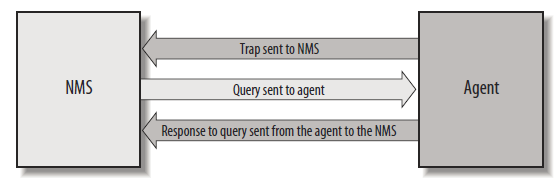 Trap sent to NMS
NMS
Query sent to agent
Agent
Response to query sent from the agent to the NMS